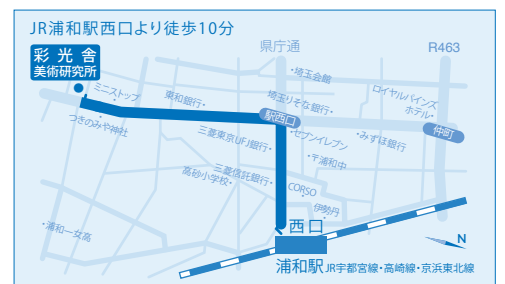 JR浦和駅西口より徒歩10分
県庁通
R463
彩光舎
美術研究所
・埼玉会館
ミニストップ
東和銀行・
埼玉りそな銀行・
ロイヤルパインズ
ホテル・
つきのみや神社
駅西口
三菱東京UFJ銀行・
・セブンイレブン
・みずほ銀行
仲町
・〒浦和中
三菱信託銀行・
高砂小学校・
CORSO
・伊勢丹
・浦和一女高
西口
N
浦和駅 JR宇都宮線・高崎線・京浜東北線